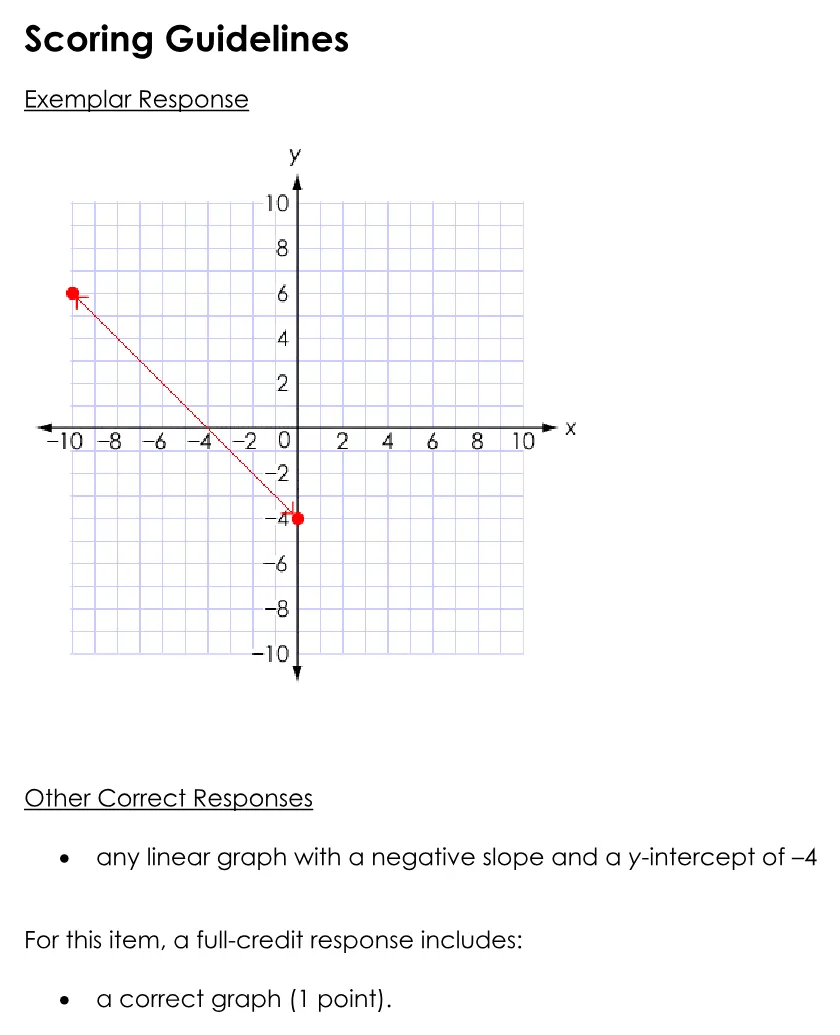 Scoring Guidelines
Exemplar Response
y
10
8
6
4
2
−10 −8 −6 −4 −2 0 2 4 6 8 10 x
−2
−4
−6
−8
−10
Other Correct Responses
• any linear graph with a negative slope and a y-intercept of –4
For this item, a full-credit response includes:
• a correct graph (1 point).